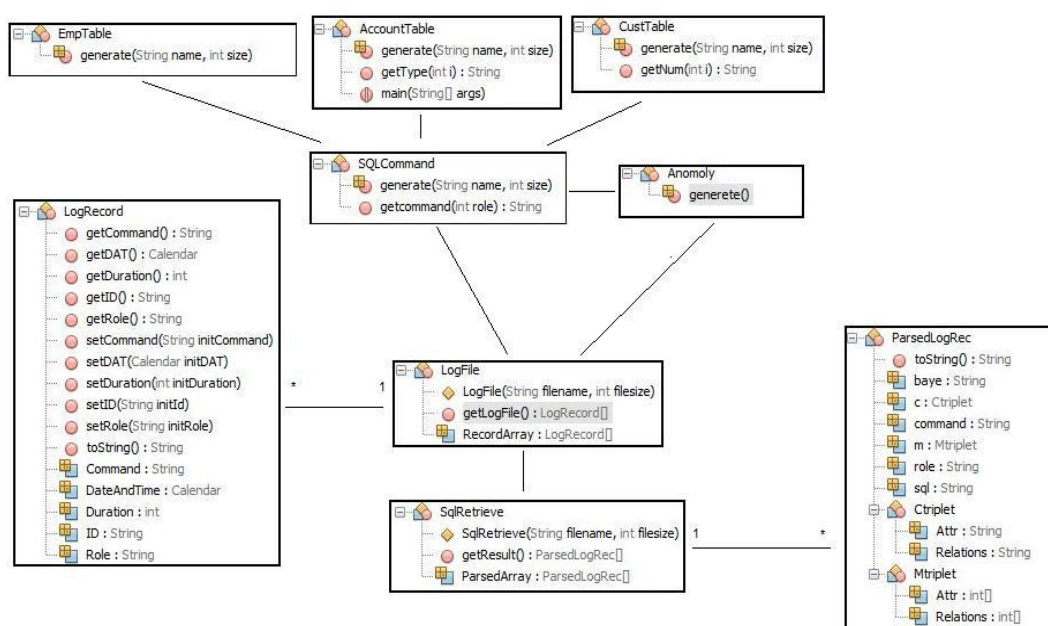 EmpTable
generate(String name, int size)
AccountTable
generate(String name, int size)
getType(int i) : String
main(String[] args)
CustTable
generate(String name, int size)
getNum(int i) : String
SQLCommand
generate(String name, int size)
getcommand(int role) : String
Anomoly
generete()
LogRecord
getCommand() : String
getDAT() : Calendar
getDuration() : int
getID() : String
getRole() : String
setCommand(String initCommand)
setDAT(Calendar initDAT)
setDuration(int initDuration)
setID(String initId)
setRole(String initRole)
toString() : String
Command : String
DateAndTime : Calendar
Duration : int
ID : String
Role : String
*
1
LogFile
LogFile(String filename, int filesize)
getLogFile() : LogRecord[]
RecordArray : LogRecord[]
SqlRetrieve
SqlRetrieve(String filename, int filesize)
getResult() : ParsedLogRec[]
ParsedArray : ParsedLogRec[]
1
*
ParsedLogRec
toString() : String
baye : String
c : Ctriplet
command : String
m : Mtriplet
role : String
sql : String
Ctriplet
Attr : String
Relations : String
Mtriplet
Attr : int[]
Relations : int[]